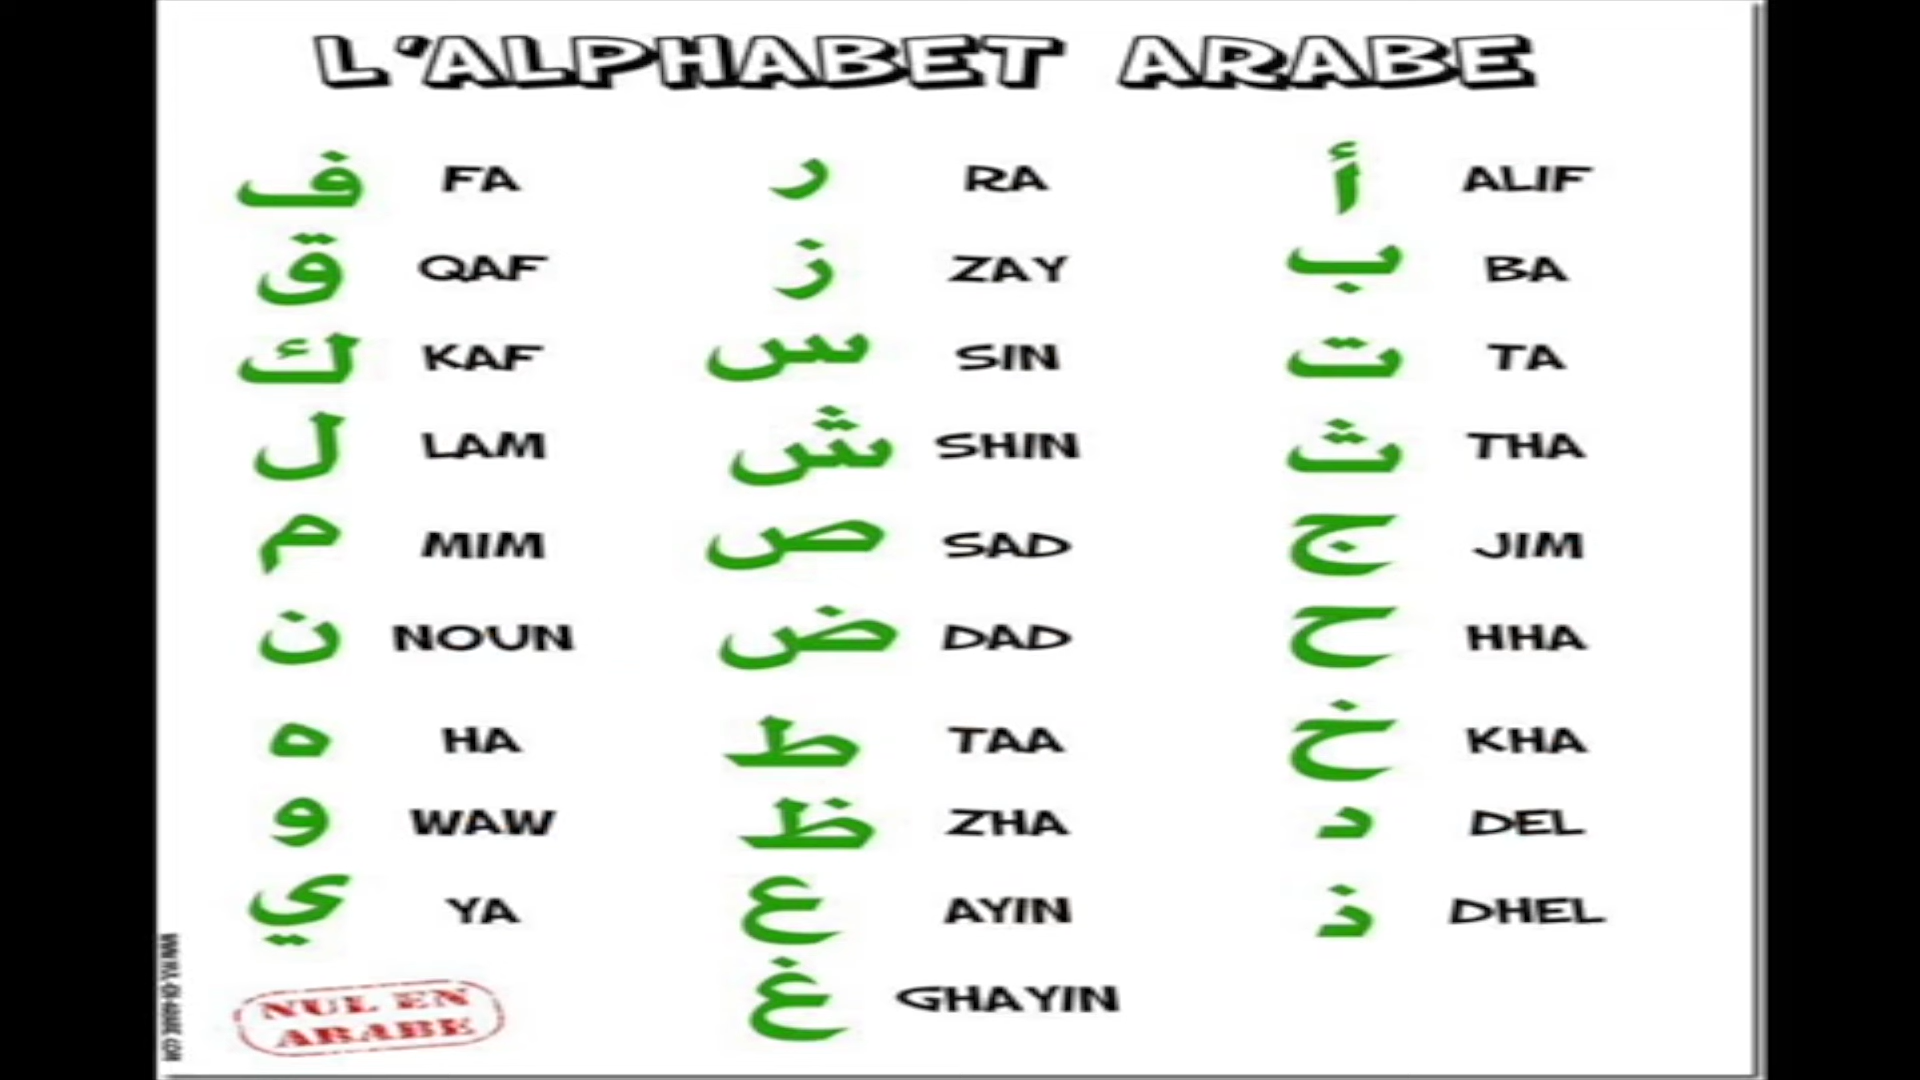 L'ALPHABET ARABE
أ ALIF
ب BA
ت TA
ث THA
ج JIM
ح HHA
خ KHA
د DEL
ذ DHEL
ر RA
ز ZAY
س SIN
ش SHIN
ص SAD
ض DAD
ط TAA
ظ ZHA
ع AYIN
غ GHAYIN
ف FA
ق QAF
ك KAF
ل LAM
م MIM
ن NOUN
ه HA
و WAW
ي YA
NUL EN
ARABE